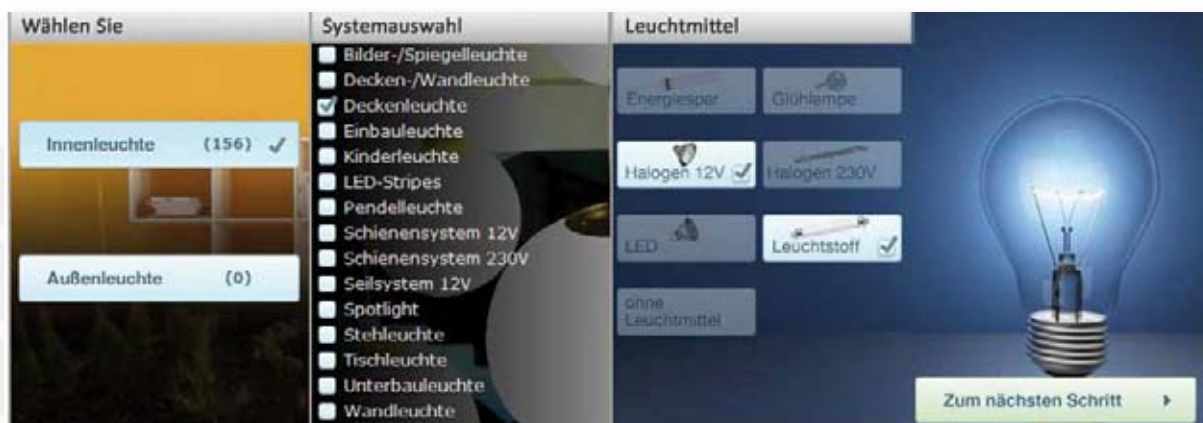 Wählen Sie
Innenleuchte (156)
Außenleuchte (0)
Systemauswahl
Bilder-/Spiegelleuchte
Decken-/Wandleuchte
Deckenleuchte
Einbauleuchte
Kinderleuchte
LED-Stripes
Pendelleuchte
Schienensystem 12V
Schienensystem 230V
Seilsystem 12V
Spotlight
Stehleuchte
Tischleuchte
Unterbauleuchte
Wandleuchte
Leuchtmittel
Energiespar
Glühlampe
Halogen 12V
Halogen 230V
LED
Leuchtstoff
ohne
Leuchtmittel
Zum nächsten Schritt